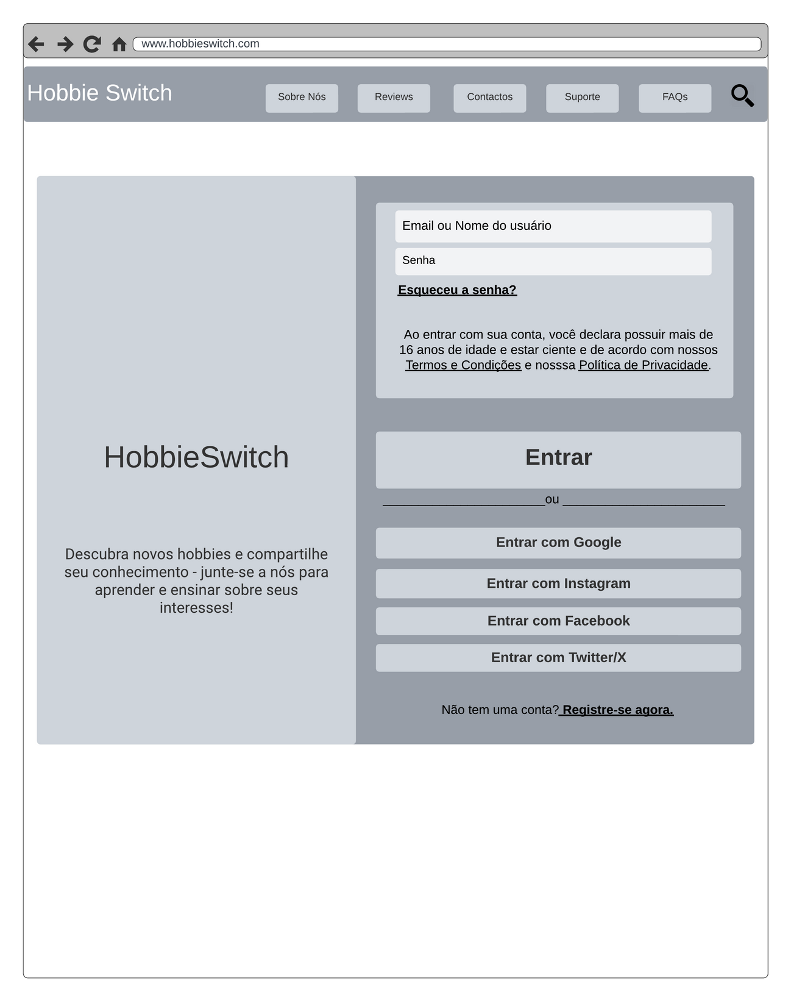 www.hobbieswitch.com
Hobbie Switch
Sobre Nós
Reviews
Contactos
Suporte
FAQs
Email ou Nome do usuário
Senha
Esqueceu a senha?
Ao entrar com sua conta, você declara possuir mais de
16 anos de idade e estar ciente e de acordo com nossos
Termos e Condições e nosssa Política de Privacidade.
HobbieSwitch
Descubra novos hobbies e compartilhe
seu conhecimento - junte-se a nós para
aprender e ensinar sobre seus
interesses!
Entrar
ou
Entrar com Google
Entrar com Instagram
Entrar com Facebook
Entrar com Twitter/X
Não tem uma conta? Registre-se agora.